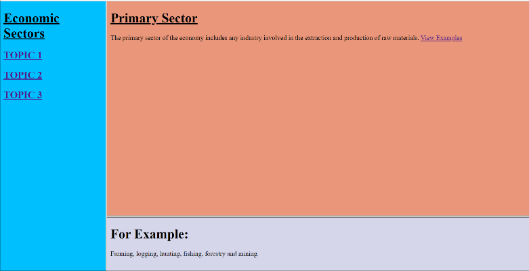 Economic
Sectors
TOPIC 1
TOPIC 2
TOPIC 3
Primary Sector
The primary sector of the economy includes any industry involved in the extraction and production of raw materials. View Examples
For Example:
Farming, logging, hunting, fishing, forestry and mining.